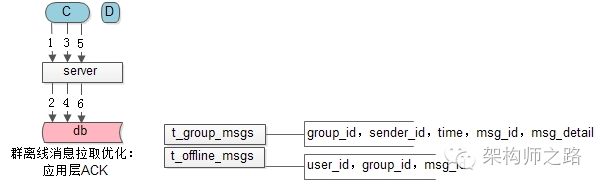 C D
1 3 5
server
2 4 6
db
群离线消息拉取优化：
应用层ACK
t_group_msgs
group_id，sender_id，time，msg_id，msg_detail
t_offline_msgs
user_id，group_id，msg_id
架构师之路